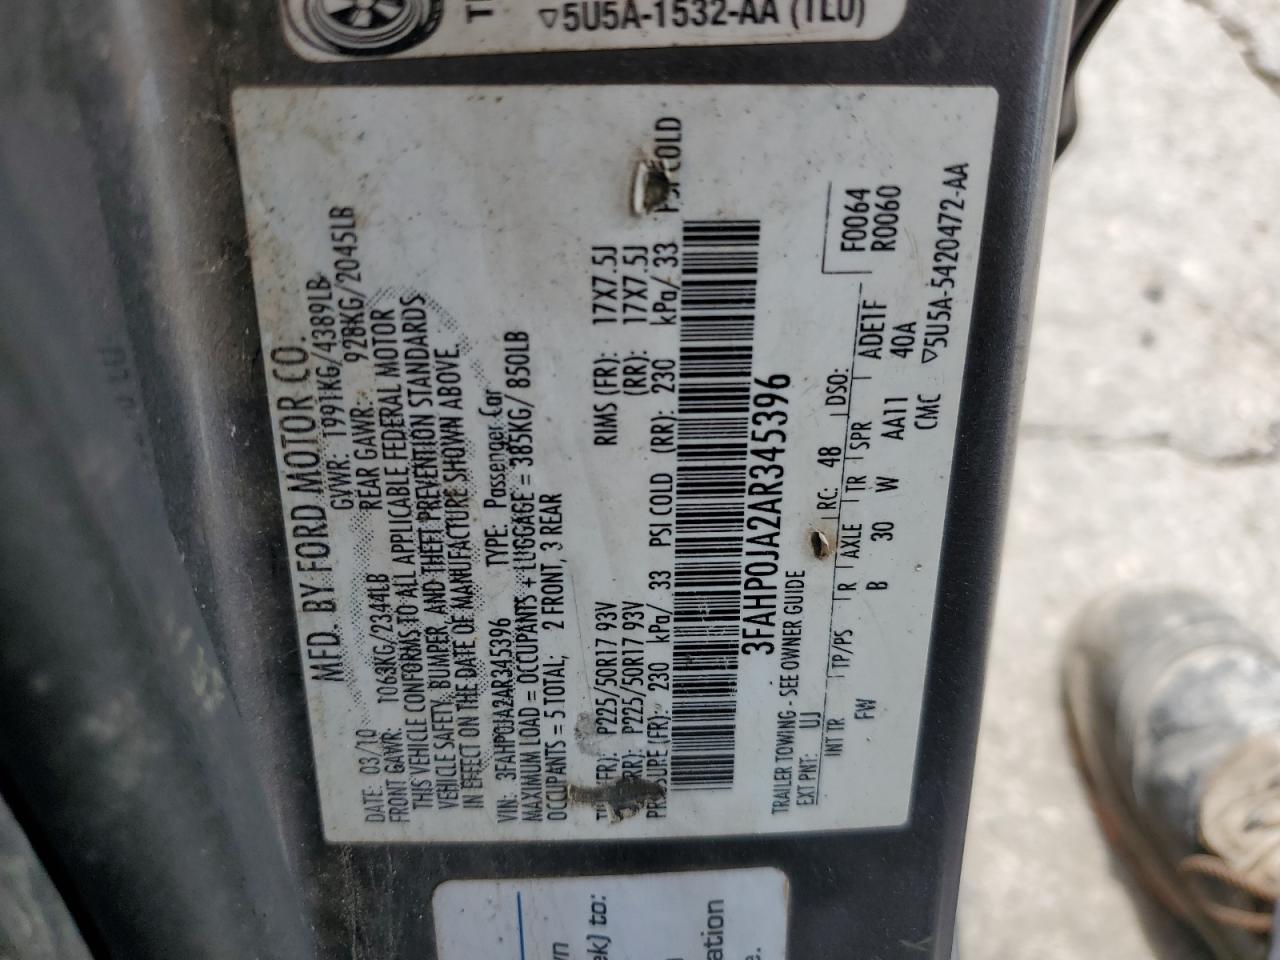 5U5A-1532-AA (TEU)
MFD. BY FORD MOTOR CO.
DATE: 03/10 GVWR: 1991KG/4389LB
FRONT GAWR: 1063KG/2344LB REAR GAWR: 928KG/2045LB
THIS VEHICLE CONFORMS TO ALL APPLICABLE FEDERAL MOTOR
VEHICLE SAFETY, BUMPER, AND THEFT PREVENTION STANDARDS
IN EFFECT ON THE DATE OF MANUFACTURE SHOWN ABOVE.
VIN: 3FAHP0JA2AR345396 TYPE: Passenger Car
MAXIMUM LOAD = OCCUPANTS + LUGGAGE = 385KG/ 850LB
OCCUPANTS = 5 TOTAL, 2 FRONT, 3 REAR
(FR): P225/50R17 93V RIMS (FR): 17X7.5J
P225/50R17 93V (RR): 17X7.5J
(FR): 230 kPa/ 33 PSI COLD (RR): 230 kPa/ 33 COLD
3FAHP0JA2AR345396
TRAILER TOWING - SEE OWNER GUIDE
EXT PNT: UJ RC: 48 DSO: F0064
R0060
INT TR TP/PS R AXLE TR SPR ADE1F
FW B 30 W AA11 40A
CMC ▽5U5A-5420472-AA
ek) to:
ation